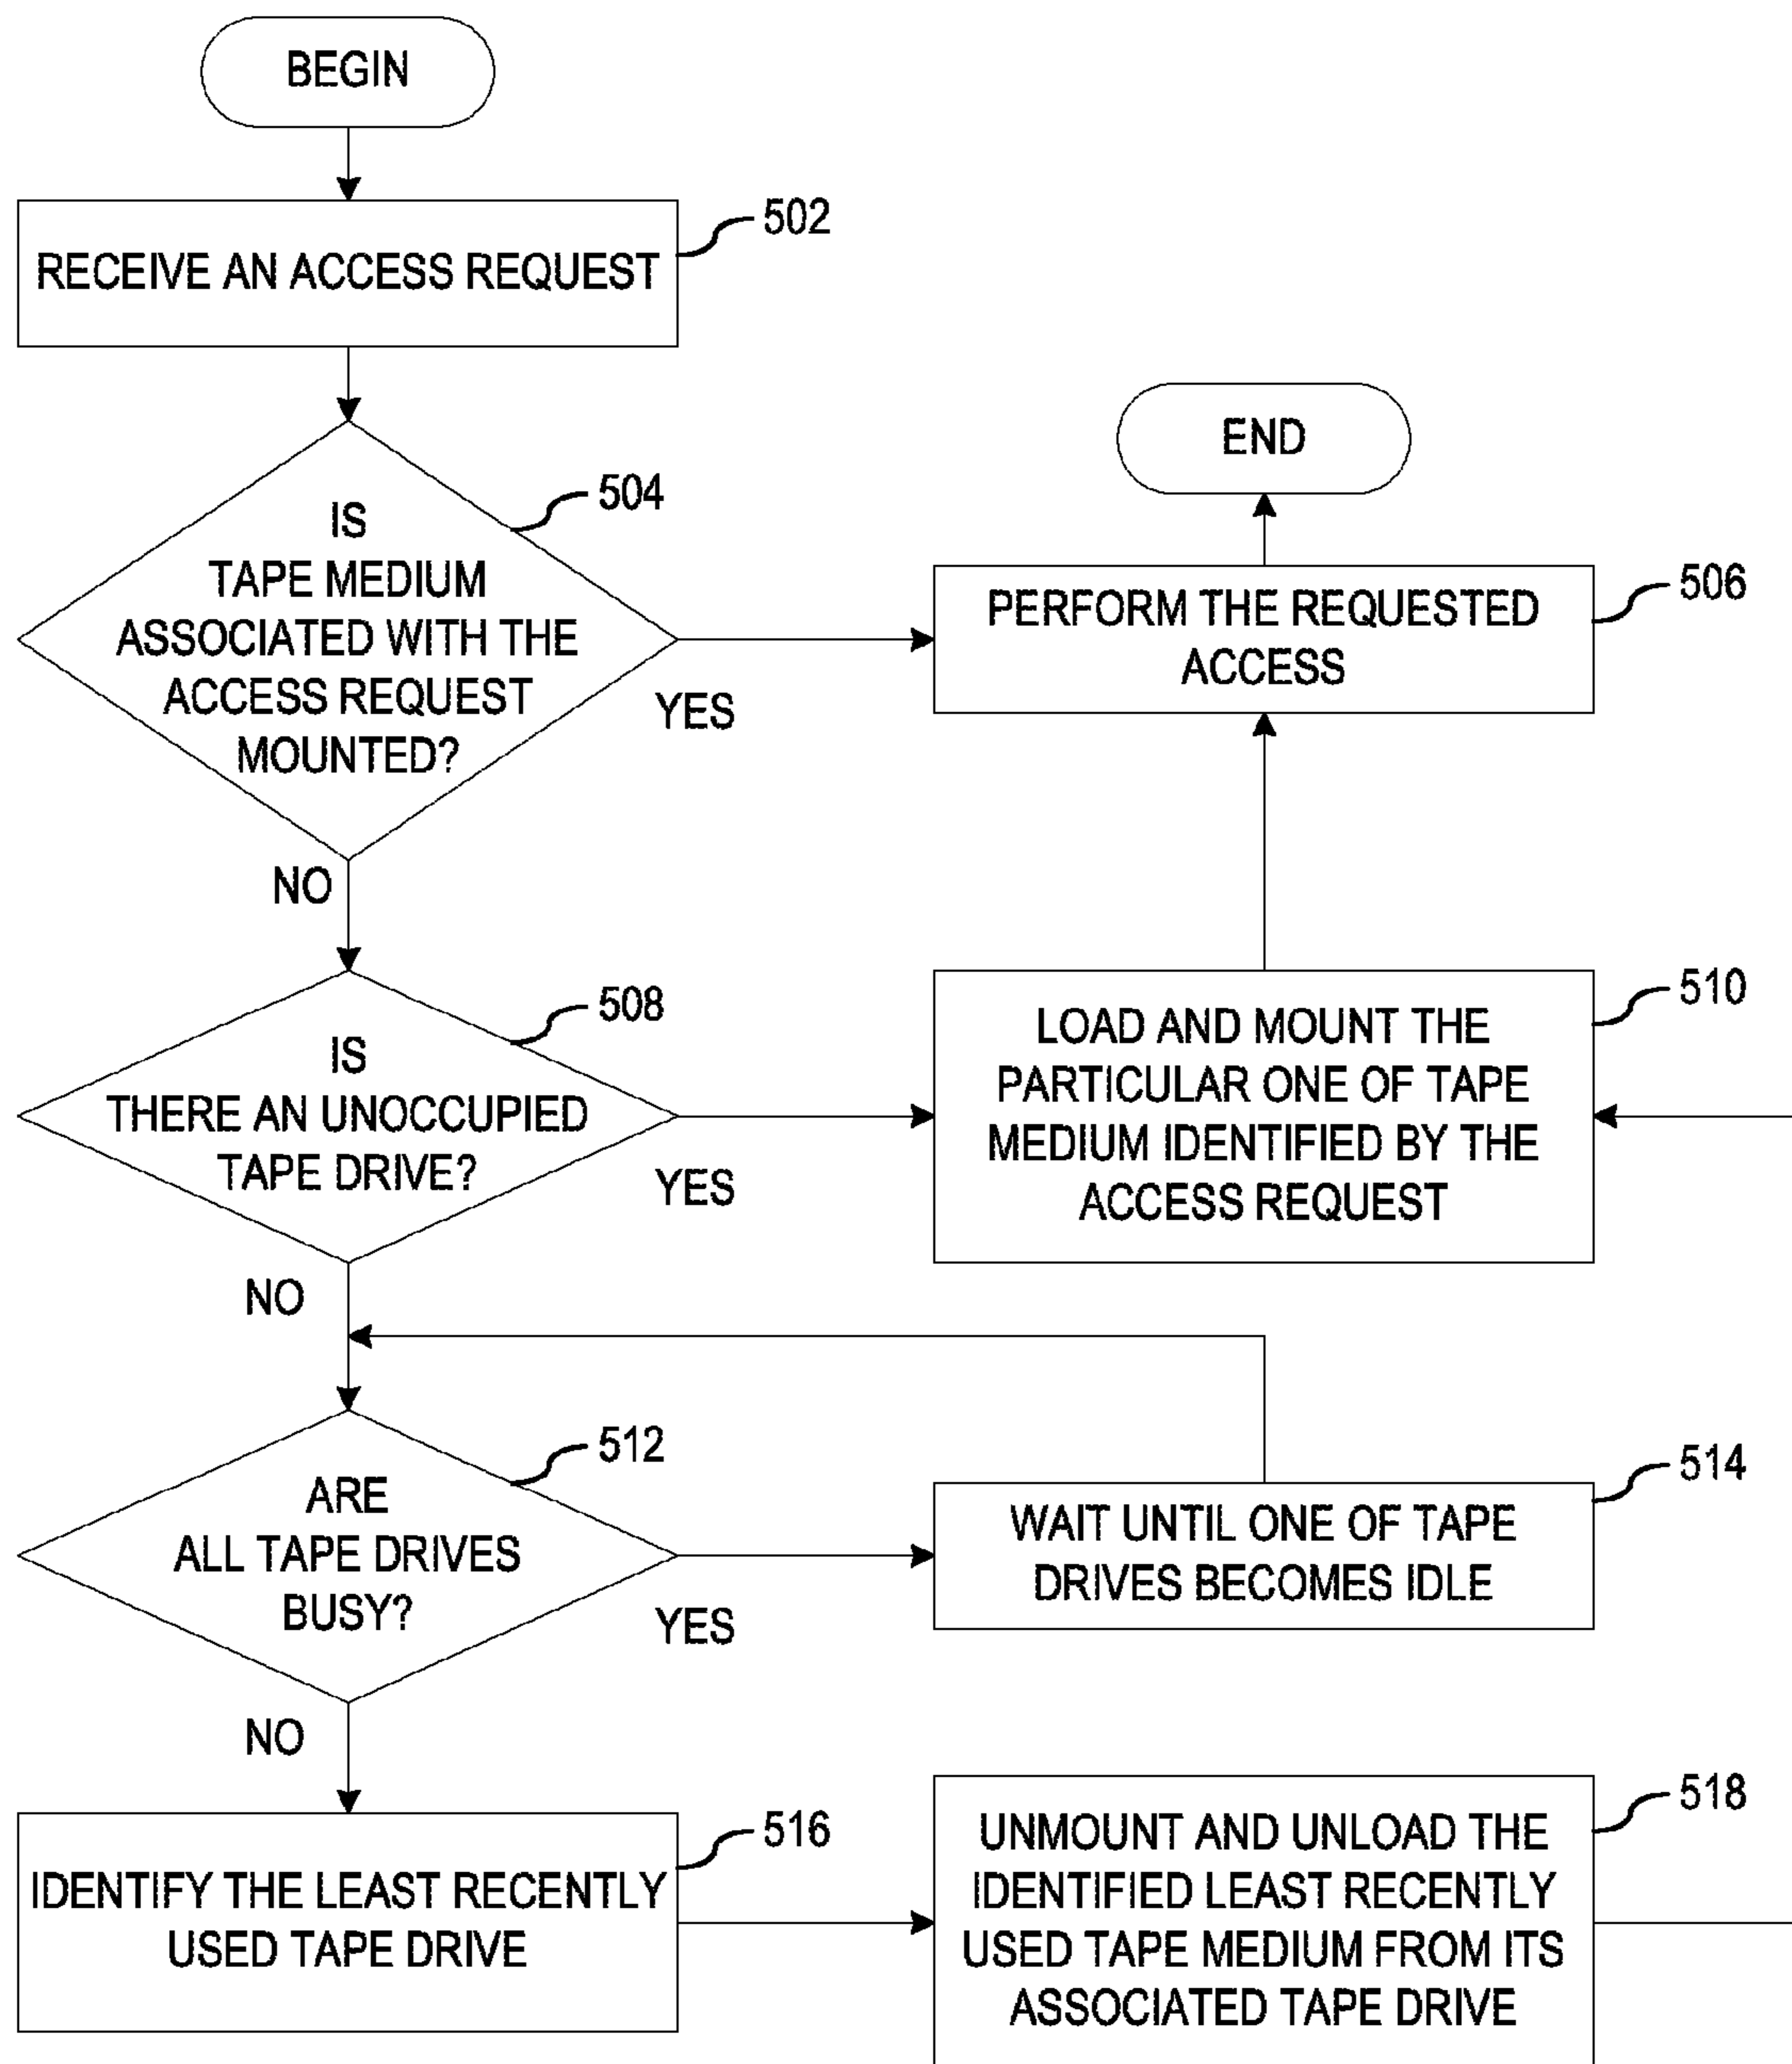 BEGIN
RECEIVE AN ACCESS REQUEST
502
IS
TAPE MEDIUM
ASSOCIATED WITH THE
ACCESS REQUEST
MOUNTED?
504
YES
NO
END
PERFORM THE REQUESTED
ACCESS
506
IS
THERE AN UNOCCUPIED
TAPE DRIVE?
508
YES
NO
LOAD AND MOUNT THE
PARTICULAR ONE OF TAPE
MEDIUM IDENTIFIED BY THE
ACCESS REQUEST
510
ARE
ALL TAPE DRIVES
BUSY?
512
YES
NO
WAIT UNTIL ONE OF TAPE
DRIVES BECOMES IDLE
514
IDENTIFY THE LEAST RECENTLY
USED TAPE DRIVE
516
UNMOUNT AND UNLOAD THE
IDENTIFIED LEAST RECENTLY
USED TAPE MEDIUM FROM ITS
ASSOCIATED TAPE DRIVE
518